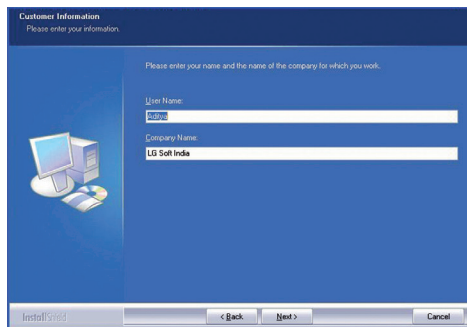 Customer Information
Please enter your information.
Please enter your name and the name of the company for which you work.
User Name:
Aditya
Company Name:
LG Soft India
InstallShield
< Back
Next >
Cancel